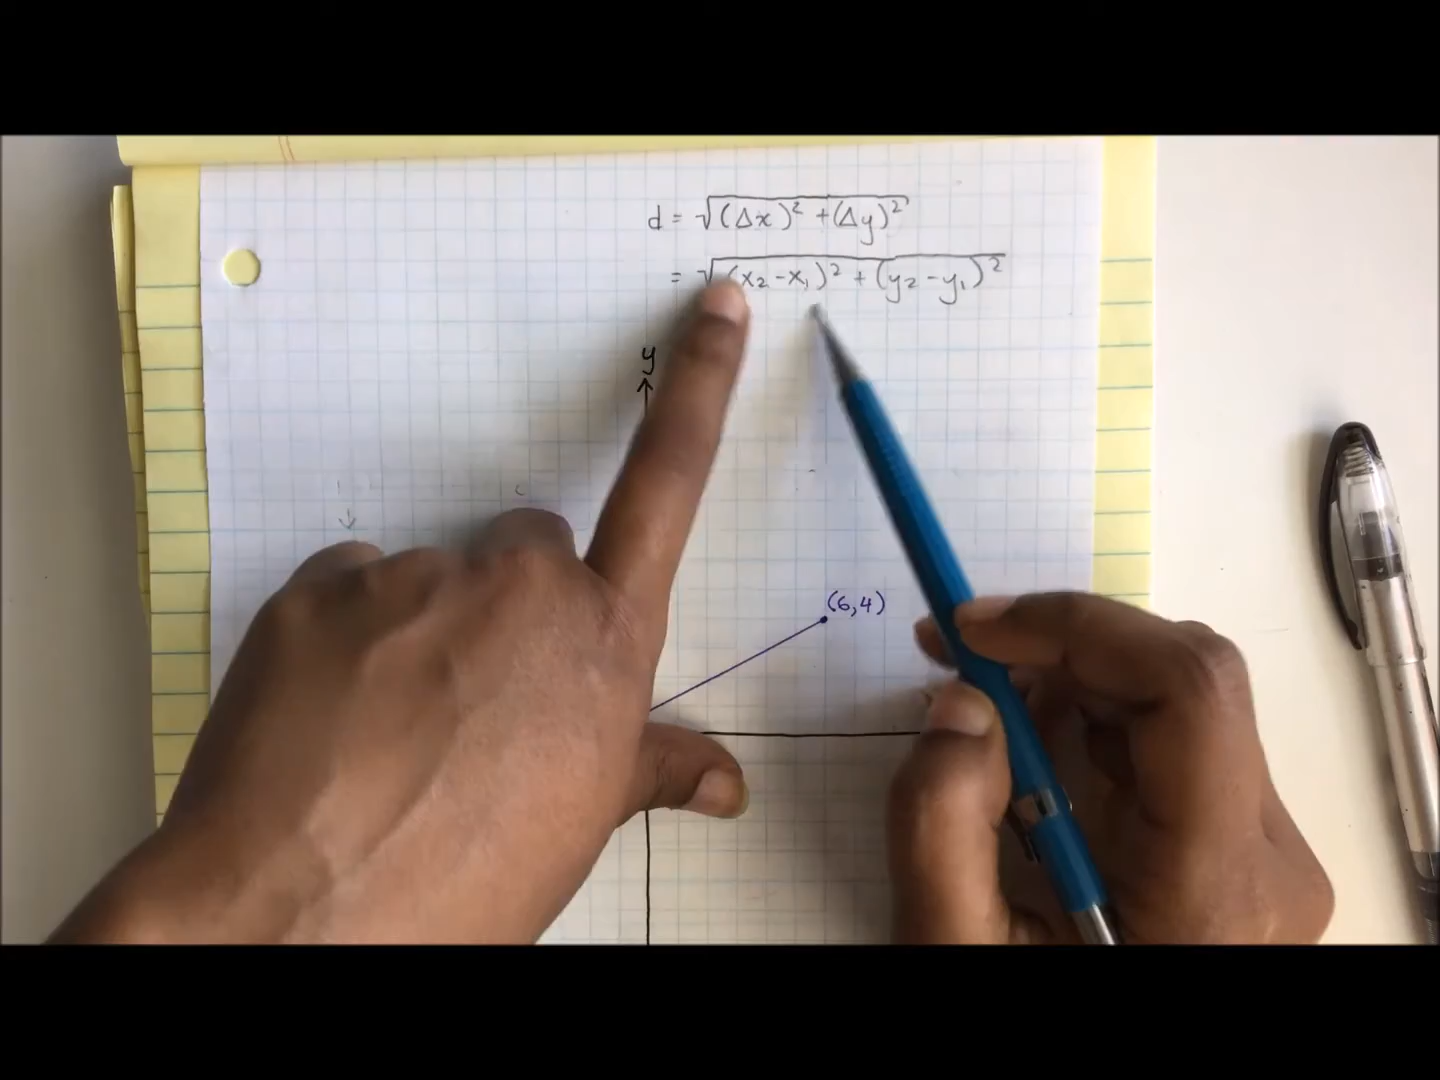 d = √(Δx)² + (Δy)²
= √(x₂ - x₁)² + (y₂ - y₁)²
y
(6,4)